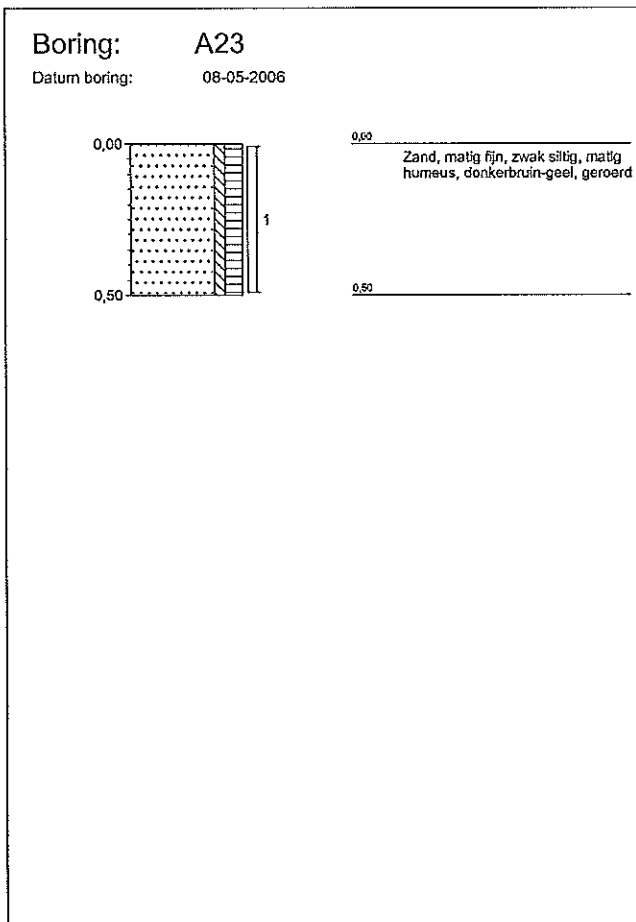 Boring: A23
Datum boring: 08-05-2006
0,00
0,50
1
0,00
Zand, matig fijn, zwak siltig, matig
humeus, donkerbruin-geel, geroerd
0,50